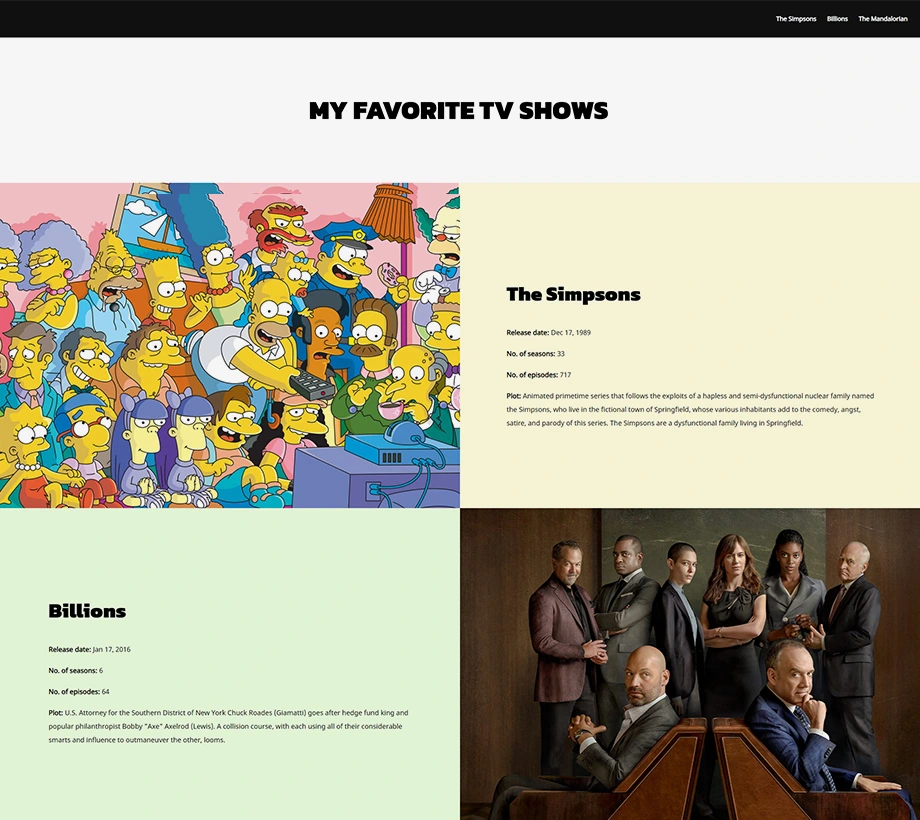 The Simpsons Billions The Mandalorian
MY FAVORITE TV SHOWS
The Simpsons
Release date: Dec 17, 1989
No. of seasons: 33
No. of episodes: 717
Plot: Animated primetime series that follows the exploits of a hapless and semi-dysfunctional nuclear family named
the Simpsons, who live in the fictional town of Springfield, whose various inhabitants add to the comedy, angst,
satire, and parody of this series. The Simpsons are a dysfunctional family living in Springfield.
Billions
Release date: Jan 17, 2016
No. of seasons: 6
No. of episodes: 64
Plot: U.S. Attorney for the Southern District of New York Chuck Roades (Giamatti) goes after hedge fund king and
popular philanthropist Bobby "Axe" Axelrod (Lewis). A collision course, with each using all of their considerable
smarts and influence to outmaneuver the other, looms.